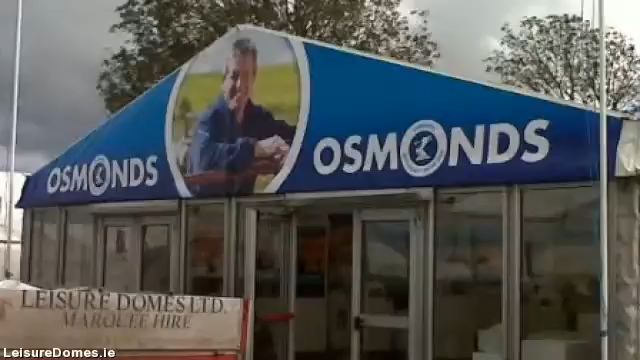 OSMONDS
OSMONDS
LEISURE DOMES LTD.
MARQUEE HIRE
LeisureDomes.ie